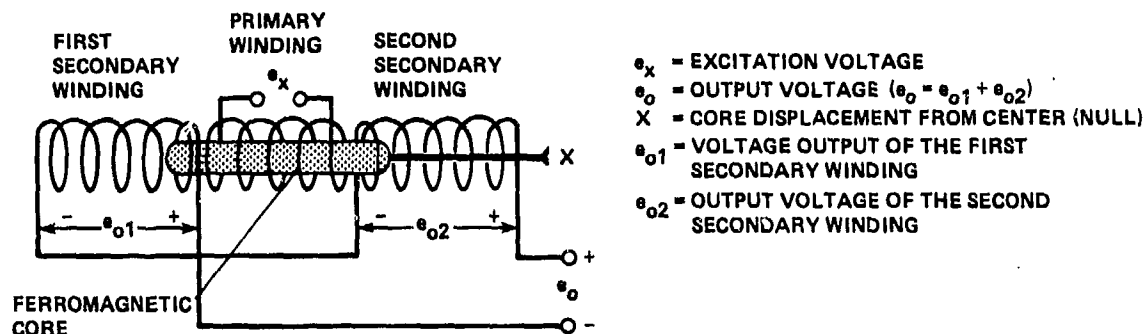 PRIMARY
WINDING
FIRST
SECONDARY
WINDING
SECOND
SECONDARY
WINDING
e_x
X
- e_o1 +
- e_o2 +
+
e_o
-
FERROMAGNETIC
CORE
e_x = EXCITATION VOLTAGE
e_o = OUTPUT VOLTAGE (e_o = e_o1 + e_o2)
X = CORE DISPLACEMENT FROM CENTER (NULL)
e_o1 = VOLTAGE OUTPUT OF THE FIRST
SECONDARY WINDING
e_o2 = OUTPUT VOLTAGE OF THE SECOND
SECONDARY WINDING